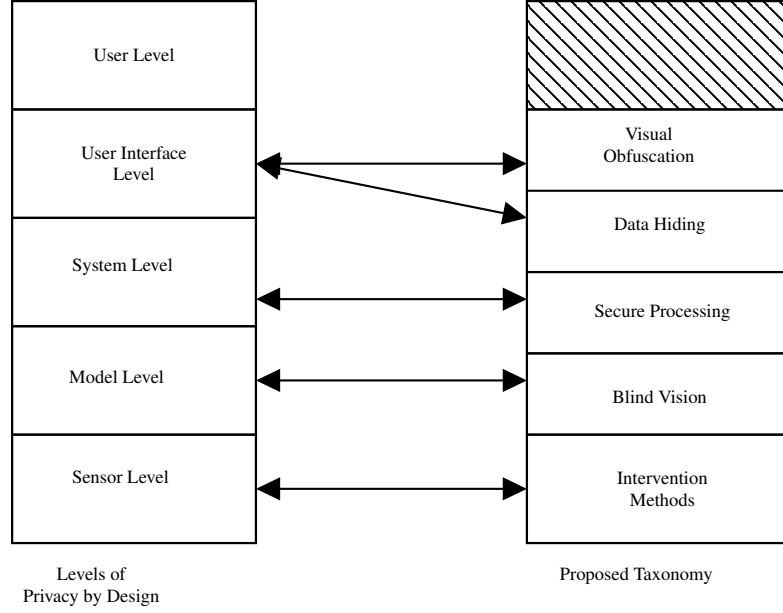 User Level
User Interface
Level
System Level
Model Level
Sensor Level
Levels of
Privacy by Design
Visual
Obfuscation
Data Hiding
Secure Processing
Blind Vision
Intervention
Methods
Proposed Taxonomy